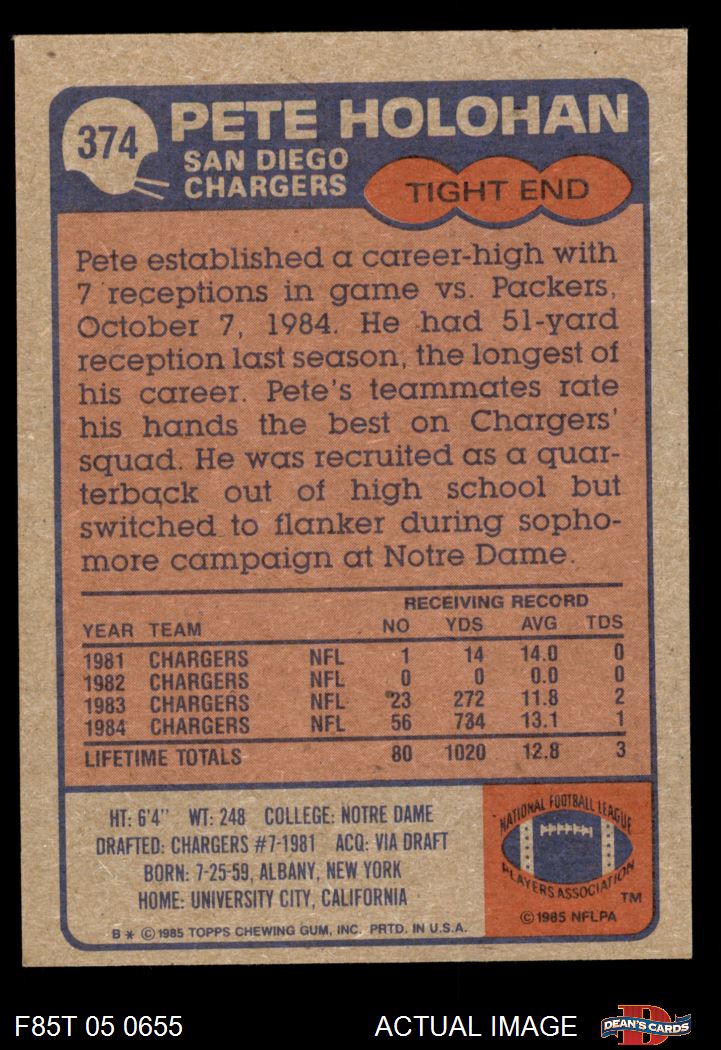 374
PETE HOLOHAN
SAN DIEGO
CHARGERS
TIGHT END
Pete established a career-high with
7 receptions in game vs. Packers,
October 7, 1984. He had 51-yard
reception last season, the longest of
his career. Pete's teammates rate
his hands the best on Chargers'
squad. He was recruited as a quar-
terback out of high school but
switched to flanker during sopho-
more campaign at Notre Dame.
RECEIVING RECORD
YEAR TEAM NO YDS AVG TDS
1981 CHARGERS NFL 1 14 14.0 0
1982 CHARGERS NFL 0 0 0.0 0
1983 CHARGERS NFL 23 272 11.8 2
1984 CHARGERS NFL 56 734 13.1 1
LIFETIME TOTALS 80 1020 12.8 3
HT: 6'4" WT: 248 COLLEGE: NOTRE DAME
DRAFTED: CHARGERS #7-1981 ACQ: VIA DRAFT
BORN: 7-25-59, ALBANY, NEW YORK
HOME: UNIVERSITY CITY, CALIFORNIA
B * © 1985 TOPPS CHEWING GUM, INC. PRTD. IN U.S.A.
NATIONAL FOOTBALL LEAGUE
PLAYERS ASSOCIATION
TM
© 1985 NFLPA
F85T 05 0655
ACTUAL IMAGE
D
DEAN'S CARDS